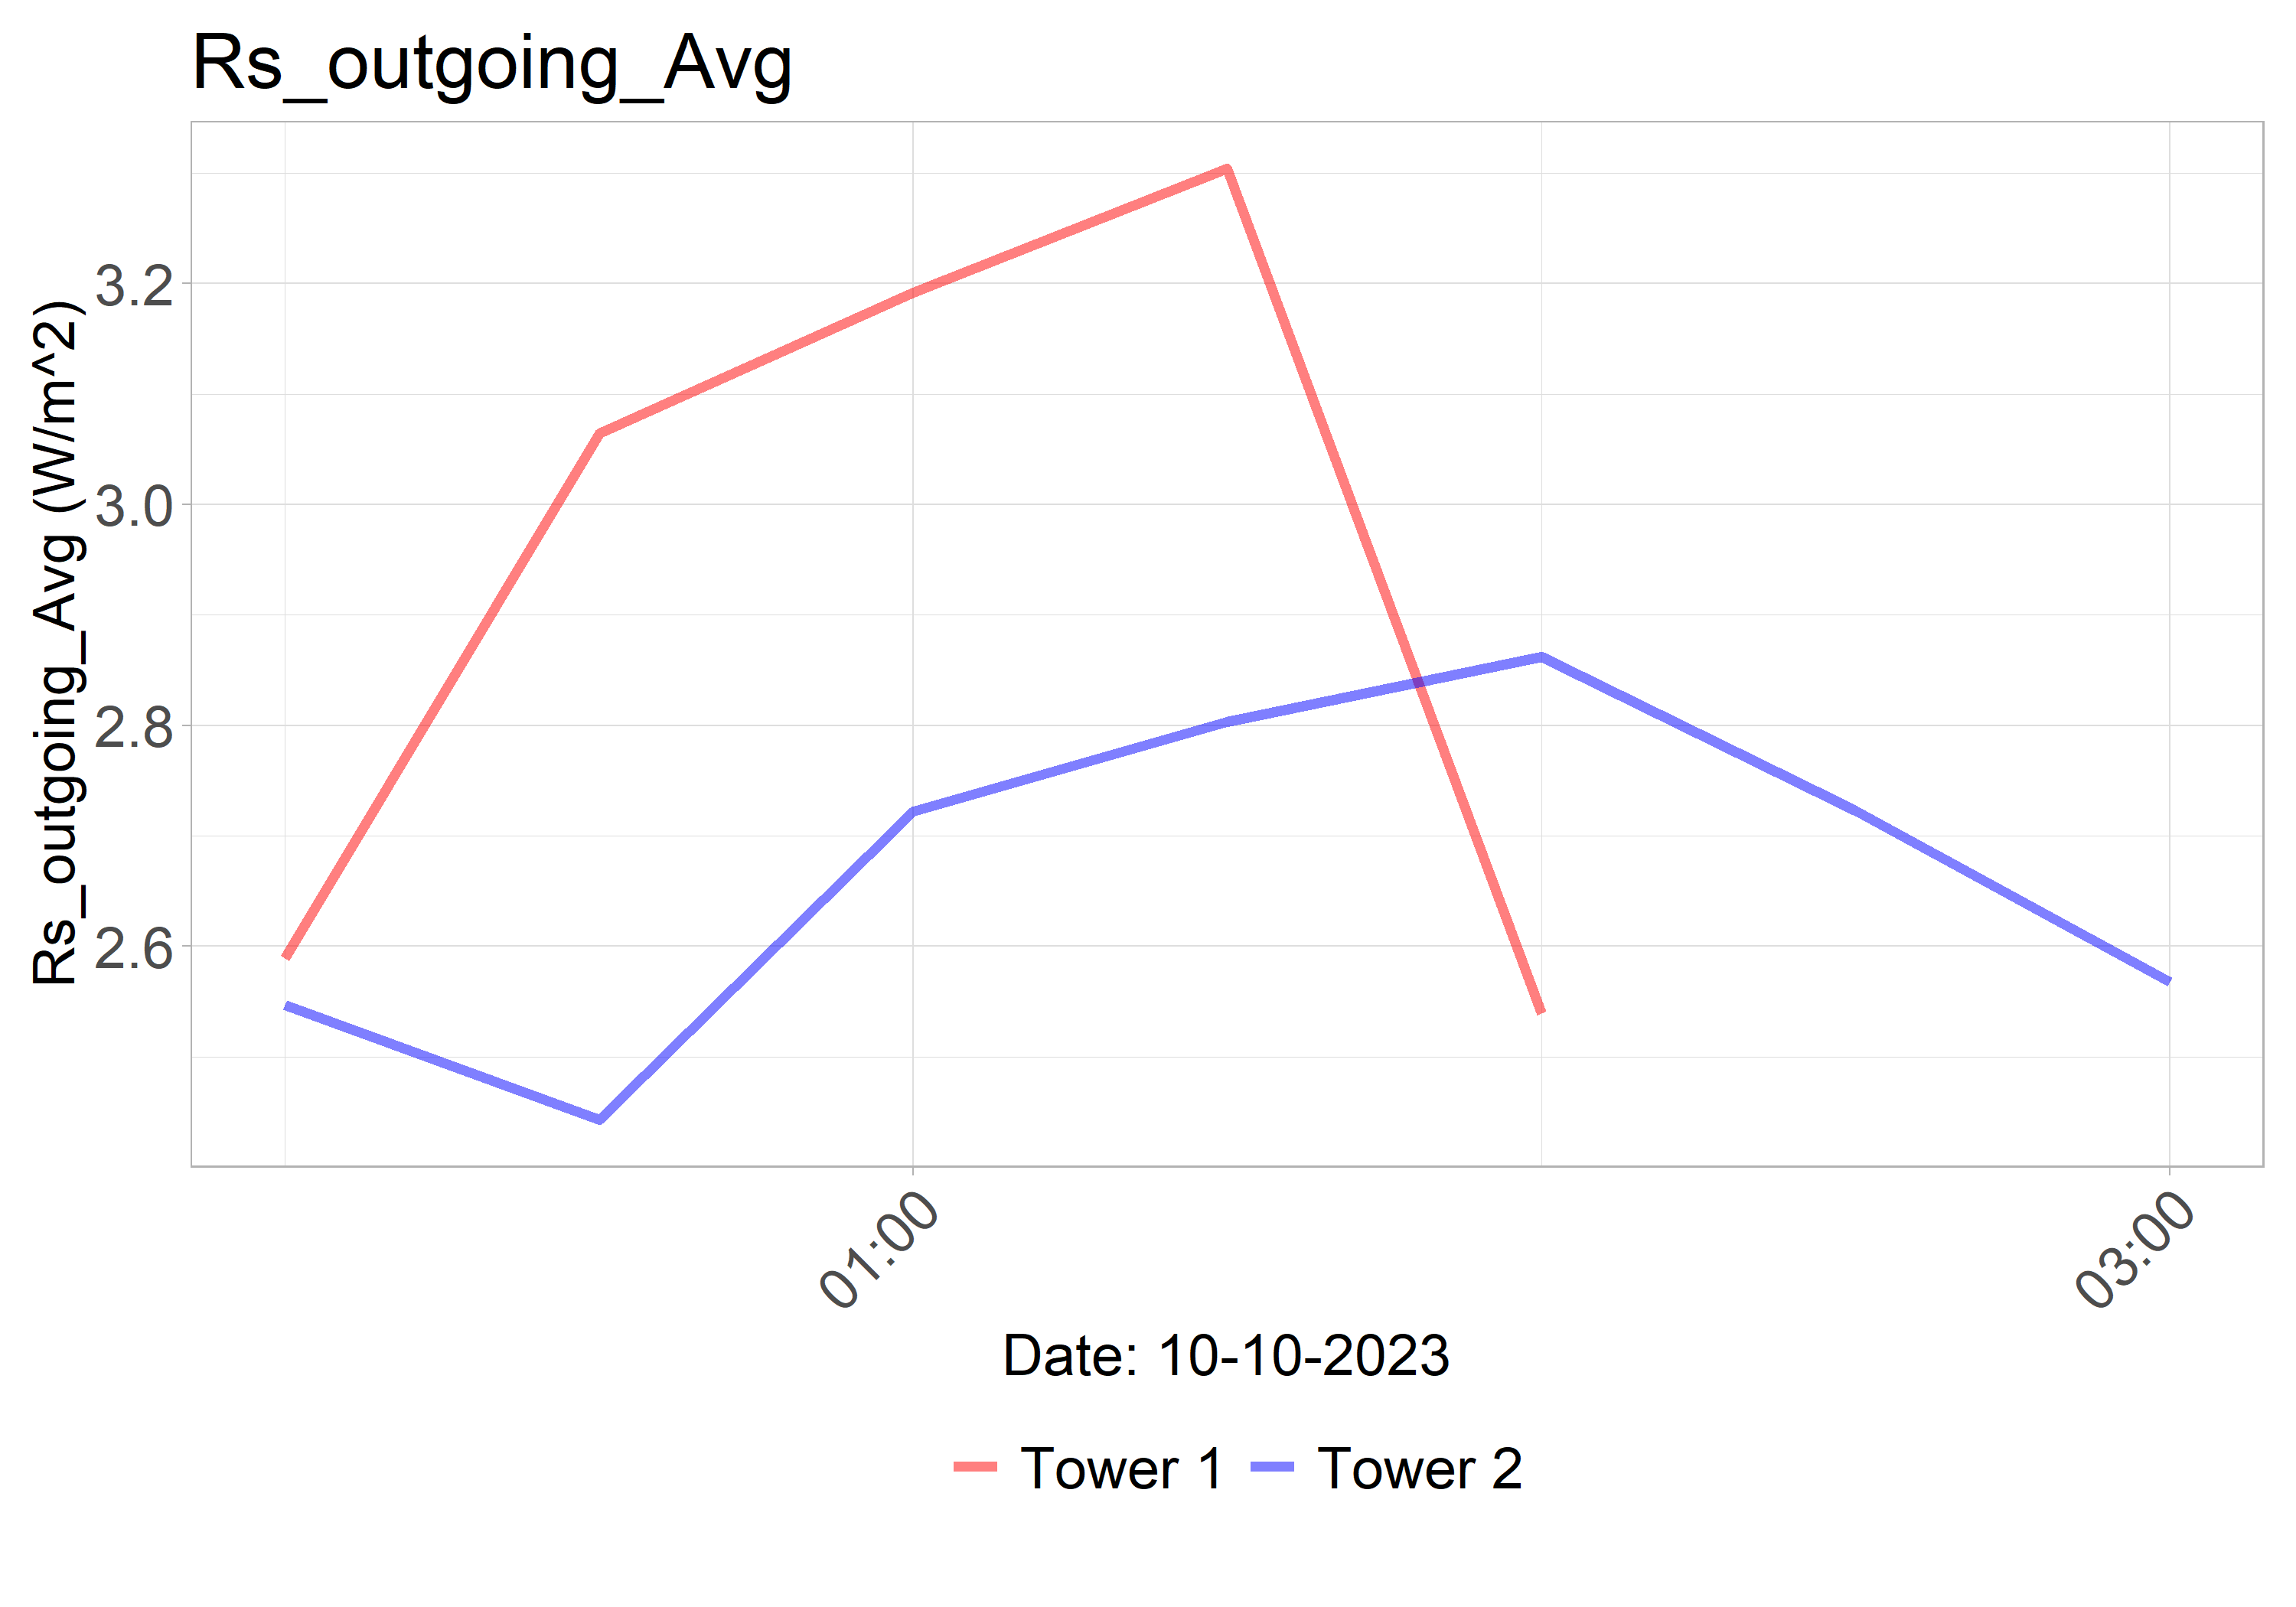 Rs_outgoing_Avg
Rs_outgoing_Avg (W/m^2)
3.2
3.0
2.8
2.6
01:00
03:00
Date: 10-10-2023
Tower 1
Tower 2